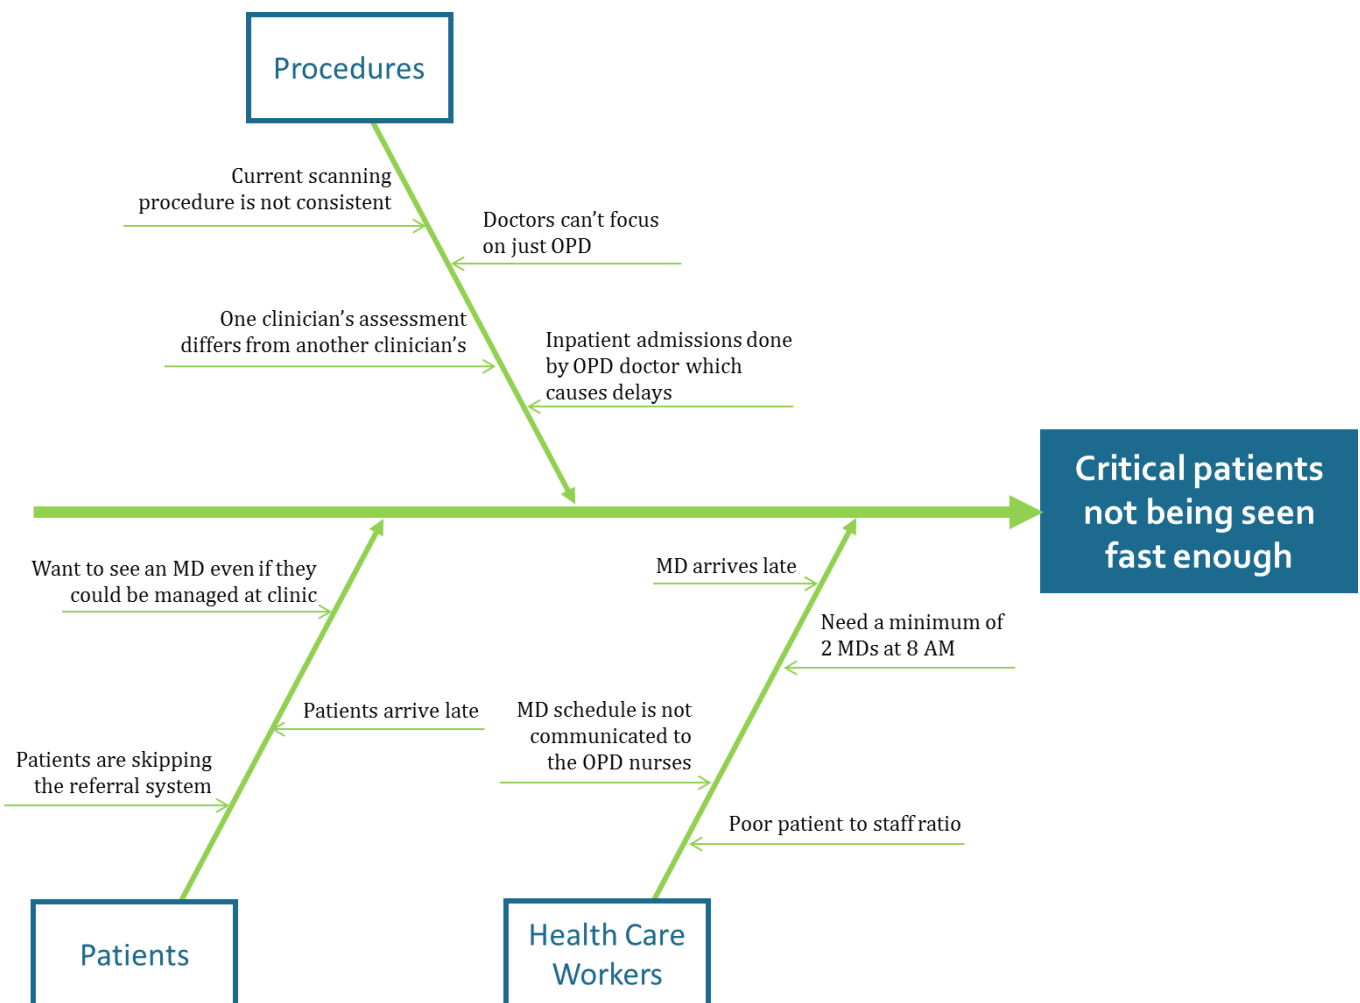 Procedures
Current scanning
procedure is not consistent
Doctors can’t focus
on just OPD
One clinician’s assessment
differs from another clinician’s
Inpatient admissions done
by OPD doctor which
causes delays
Critical patients
not being seen
fast enough
Want to see an MD even if they
could be managed at clinic
Patients arrive late
Patients are skipping
the referral system
Patients
MD arrives late
Need a minimum of
2 MDs at 8 AM
MD schedule is not
communicated to
the OPD nurses
Poor patient to staff ratio
Health Care
Workers